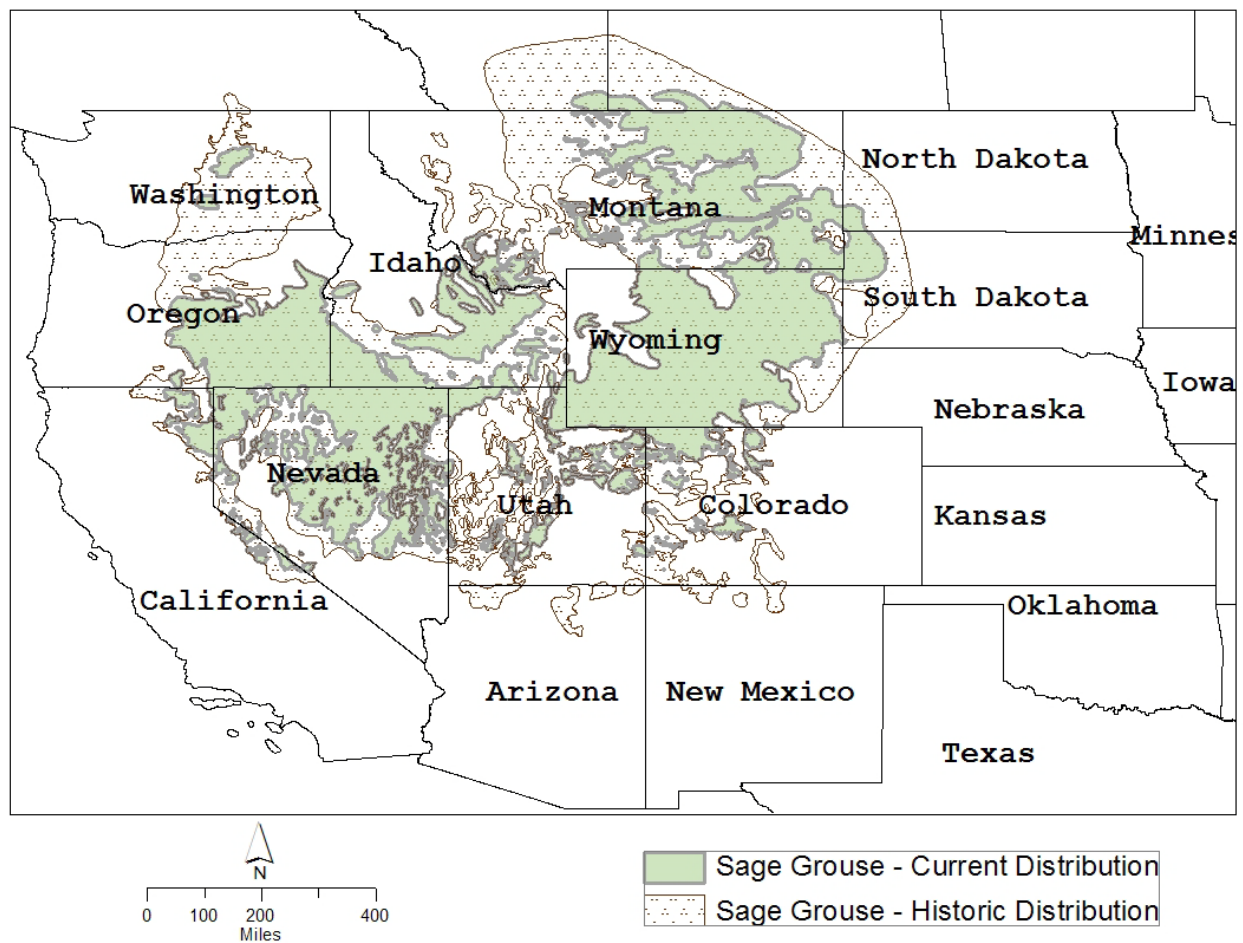 North Dakota
Washington
Montana
Minnes
Idaho
South Dakota
Oregon
Wyoming
Iowa
Nebraska
Nevada
Utah
Colorado
Kansas
California
Oklahoma
Arizona
New Mexico
Texas
N
0 100 200 400
Miles
Sage Grouse - Current Distribution
Sage Grouse - Historic Distribution